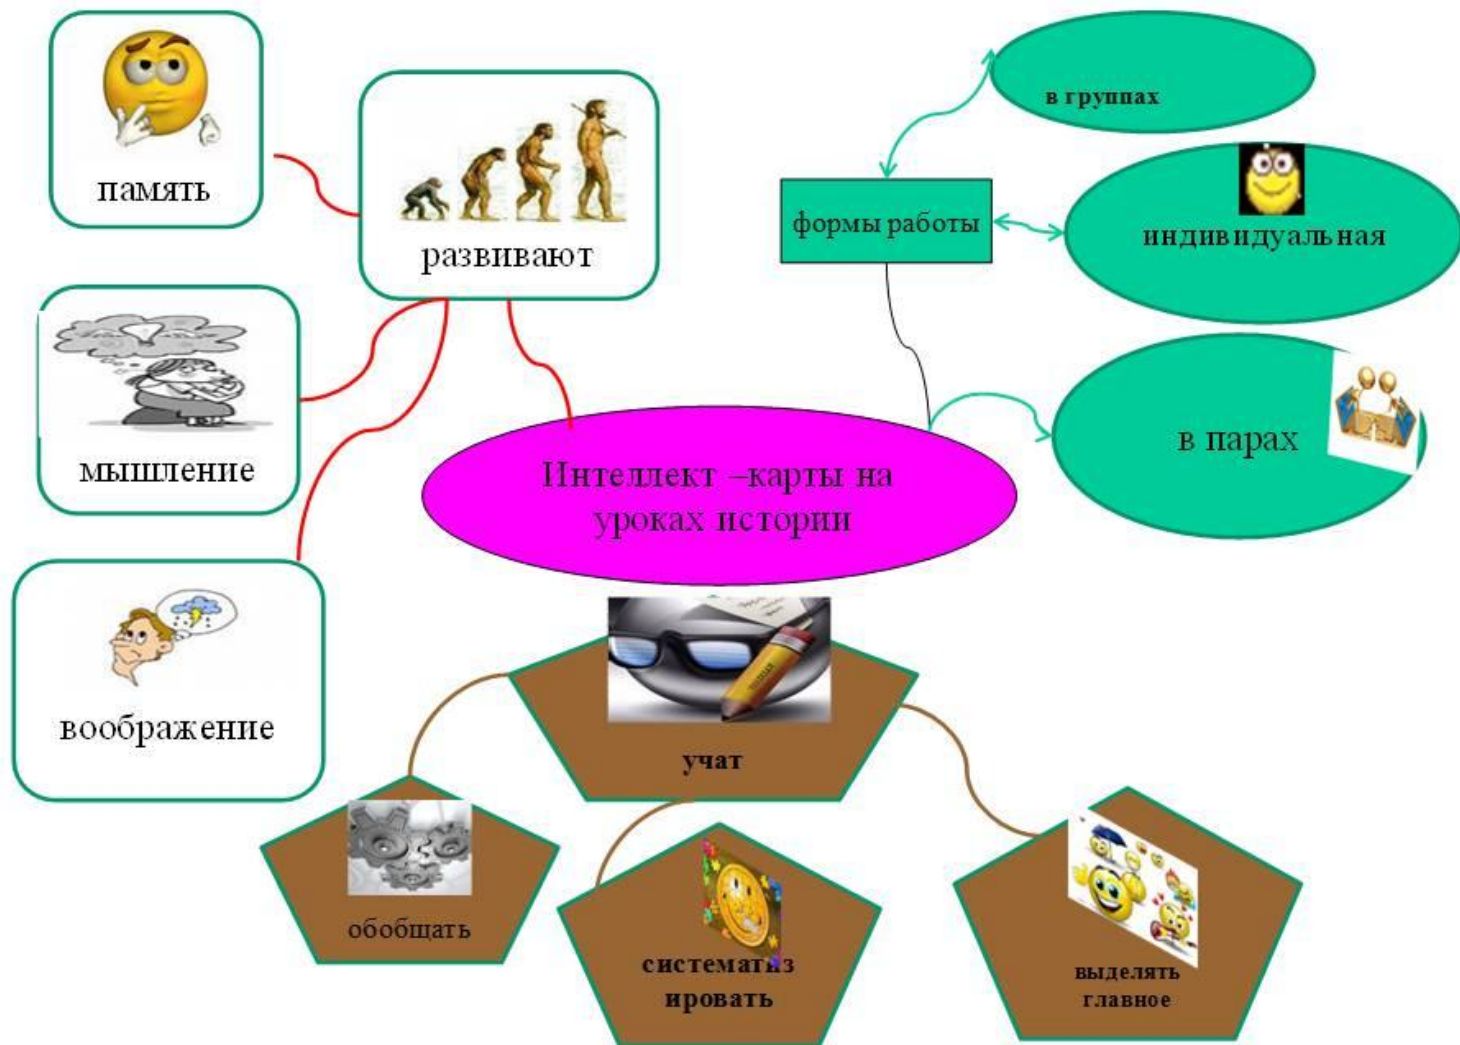 память
развивают
мышление
воображение
в группах
формы работы
индивидуальная
в парах
Интеллект –карты на
уроках истории
учат
обобщать
систематиз
ировать
выделять
главное